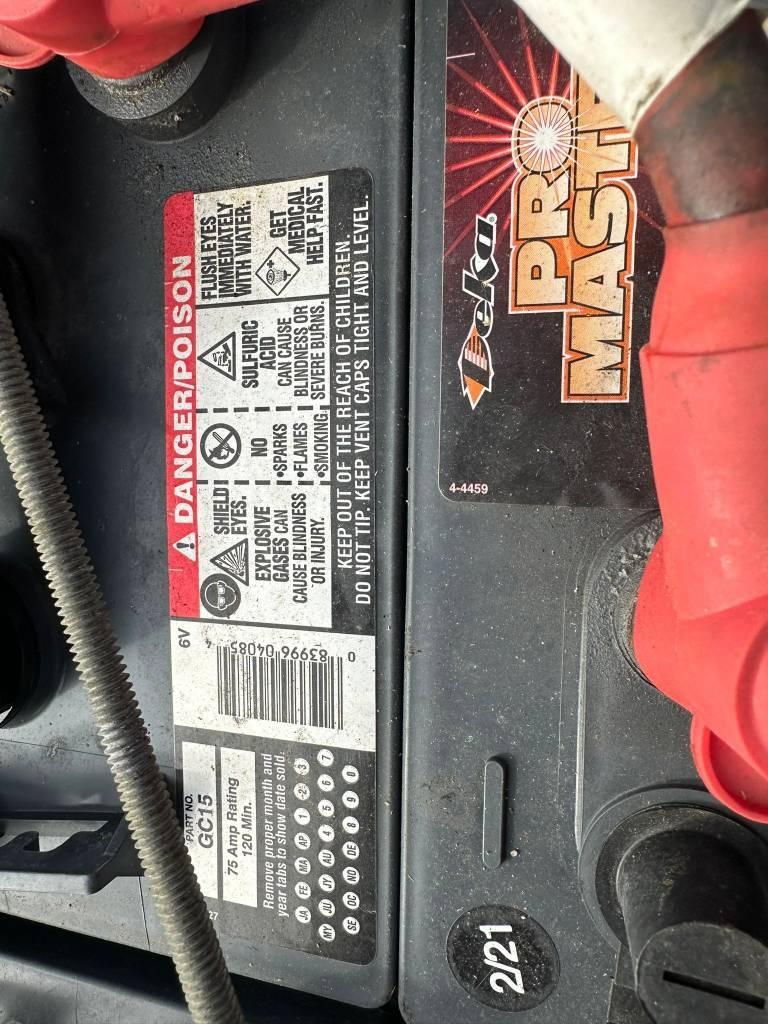 DANGER/POISON
SHIELD
EYES.
EXPLOSIVE
GASES CAN
CAUSE BLINDNESS
OR INJURY.
NO
•SPARKS
•FLAMES
•SMOKING
SULFURIC
ACID
CAN CAUSE
BLINDNESS OR
SEVERE BURNS.
FLUSH EYES
IMMEDIATELY
WITH WATER.
GET
MEDICAL
HELP FAST.
KEEP OUT OF THE REACH OF CHILDREN.
DO NOT TIP. KEEP VENT CAPS TIGHT AND LEVEL.
6V
0 83996 04085 4
PART NO.
GC15
75 Amp Rating
120 Min.
Remove proper month and
year tabs to show date sold.
JA FE MA AP 1 2 3
MY JU JY AU 4 5 6 7
SE OC NO DE 8 9 0
27
Deka
PRO
MASTE
4-4459
2/21